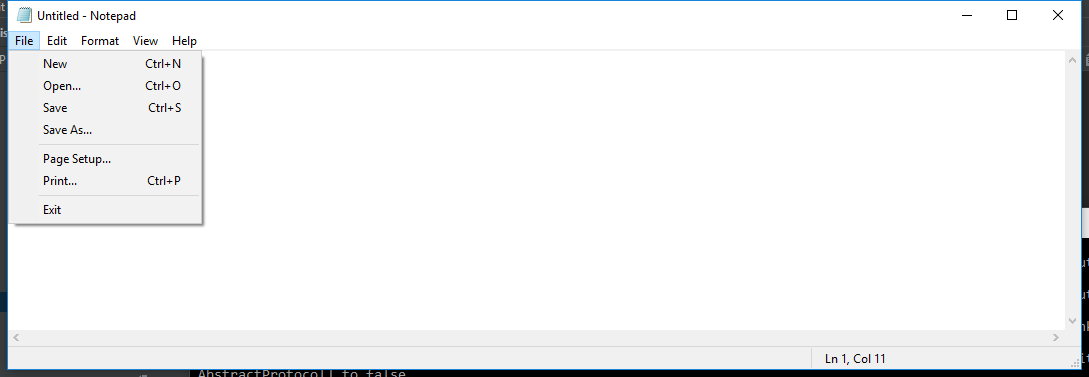 Untitled - Notepad
File Edit Format View Help
New Ctrl+N
Open... Ctrl+O
Save Ctrl+S
Save As...
Page Setup...
Print... Ctrl+P
Exit
Ln 1, Col 11
AbstractProtocol] to false